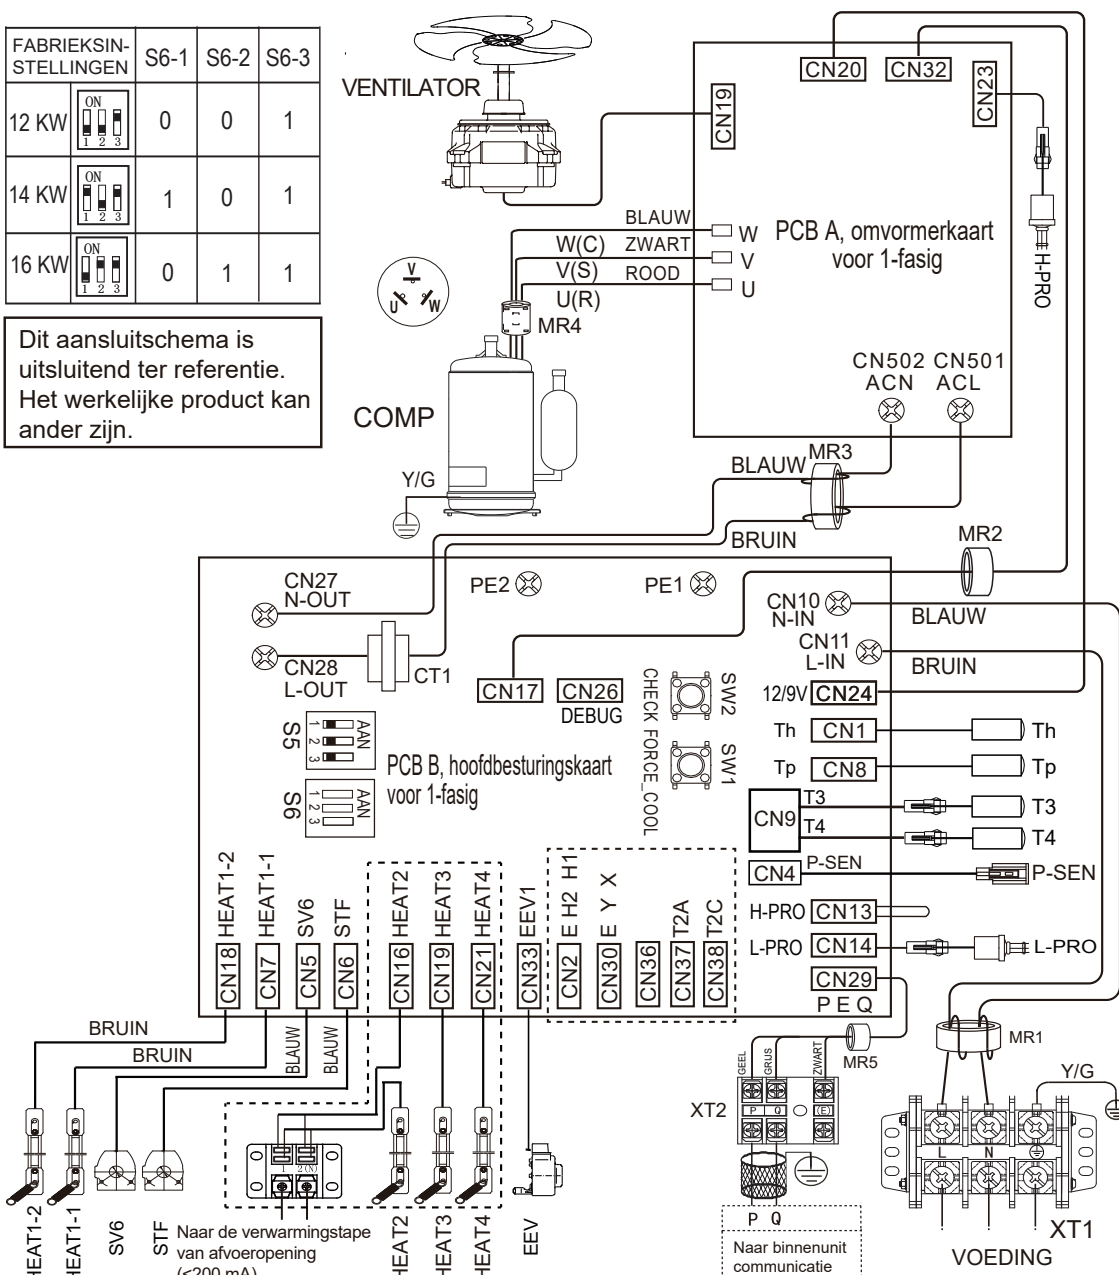 FABRIEKSIN-
STELLINGEN
S6-1
S6-2
S6-3
12 KW
ON
1 2 3
0
0
1
14 KW
ON
1 2 3
1
0
1
16 KW
ON
1 2 3
0
1
1
Dit aansluitschema is
uitsluitend ter referentie.
Het werkelijke product kan
ander zijn.
VENTILATOR
CN20
CN32
CN19
CN23
H-PRO
PCB A, omvormerkaart
voor 1-fasig
BLAUW
W
W(C)
ZWART
V
V(S)
ROOD
U
U(R)
MR4
V
U
W
COMP
Y/G
CN502
ACN
CN501
ACL
MR3
BLAUW
BRUIN
MR2
CN27
N-OUT
PE2
PE1
CN10
N-IN
BLAUW
CN11
L-IN
BRUIN
CN28
L-OUT
CT1
CN17
CN26
DEBUG
CHECK
FORCE_COOL
SW2
SW1
12/9V
CN24
Th
CN1
Th
Tp
CN8
Tp
CN9
T3
T3
T4
T4
CN4
P-SEN
P-SEN
H-PRO
CN13
L-PRO
CN14
L-PRO
CN29
P E Q
S5
1
2
3
AAN
S6
1
2
3
AAN
PCB B, hoofdbesturingskaart
voor 1-fasig
HEAT1-2
CN18
HEAT1-1
CN7
SV6
CN5
STF
CN6
HEAT2
CN16
HEAT3
CN19
HEAT4
CN21
EEV1
CN33
E H2 H1
CN2
E Y X
CN30
CN36
T2A
CN37
T2C
CN38
BRUIN
BRUIN
BLAUW
BLAUW
1
2(N)
HEAT1-2
HEAT1-1
SV6
STF
Naar de verwarmingstape
van afvoeropening
(<200 mA)
HEAT2
HEAT3
HEAT4
EEV
GEEL
GRIJS
ZWART
MR5
XT2
P
Q
(E)
P Q
Naar binnenunit
communicatie
MR1
Y/G
L
N
XT1
VOEDING